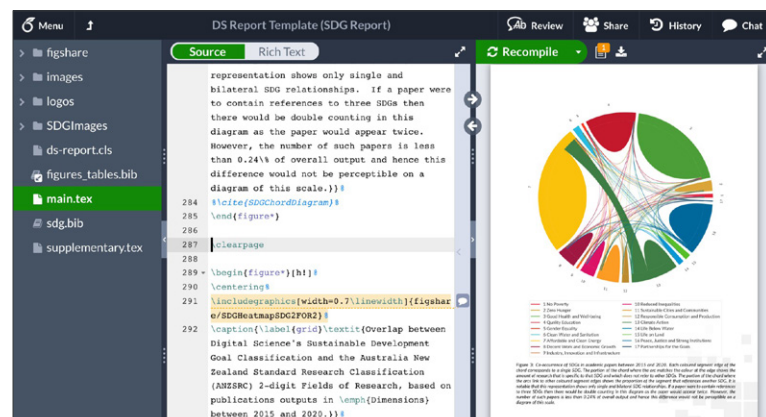 Menu
DS Report Template (SDG Report)
Review
Share
History
Chat
figshare
images
logos
SDGImages
ds-report.cls
figures_tables.bib
main.tex
sdg.bib
supplementary.tex
Source
Rich Text
representation shows only single and
bilateral SDG relationships.  If a paper were
to contain references to three SDGs then
there would be double counting in this
diagram as the paper would appear twice.
However, the number of such papers is less
than 0.24\% of overall output and hence this
difference would not be perceptible on a
diagram of this scale.}}%
284 %\cite{SDGChordDiagram}%
285 \end{figure*}
286
287 \clearpage
288
289 \begin{figure*}[h!]%
290 \centering%
291 \includegraphics[width=0.7\linewidth]{figshar
e/SDGHeatmapSDG2FOR2}%
292 \caption{\label{grid}\textit{Overlap between
Digital Science's Sustainable Development
Goal Classification and the Australia New
Zealand Standard Research Classification
(ANZSRC) 2-digit Fields of Research, based on
publications outputs in \emph{Dimensions}
between 2015 and 2020.}}%
Recompile
1
1 No Poverty
2 Zero Hunger
3 Good Health and Well-being
4 Quality Education
5 Gender Equality
6 Clean Water and Sanitation
7 Affordable and Clean Energy
8 Decent Work and Economic Growth
9 Industry, Innovation and Infrastructure
10 Reduced Inequalities
11 Sustainable Cities and Communities
12 Responsible Consumption and Production
13 Climate Action
14 Life Below Water
15 Life on Land
16 Peace, Justice and Strong Institutions
17 Partnerships for the Goals